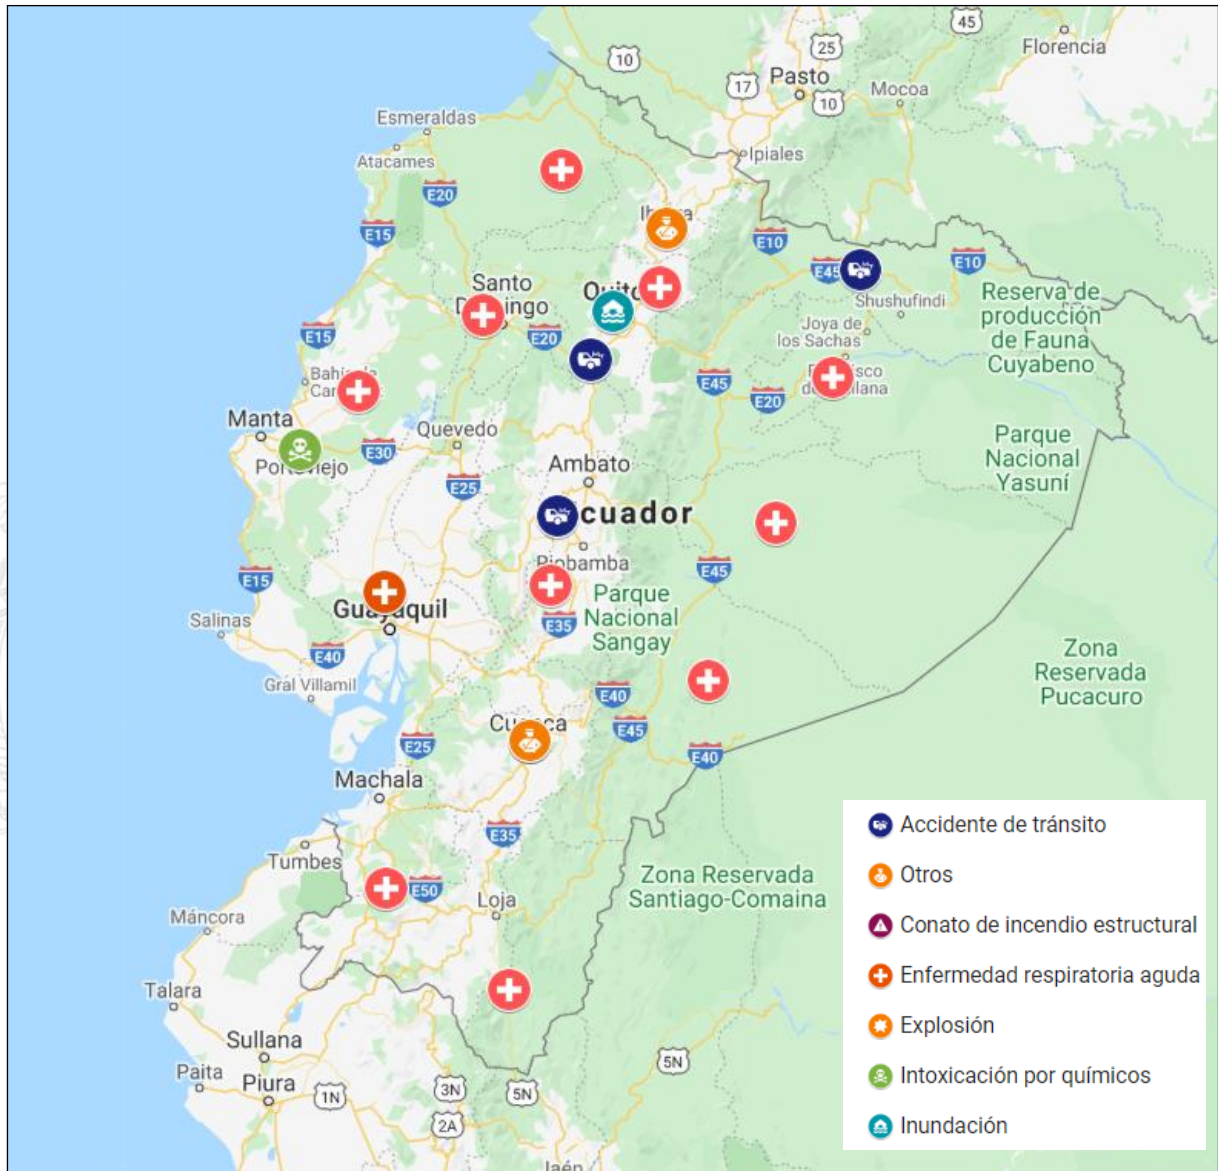 45
Florencia
10
25
Pasto
17
10
Mocoa
Esmeraldas
Atacames
Ipiales
E20
E15
E10
E45
E10
Shushufindi
Santo
Reserva de
producción
de Fauna
Cuyabeno
E15
E20
Joya de
los Sachas
E45
E20
Manta
Quevedo
E30
E25
Ambato
Parque
Nacional
Yasuní
cuador
Riobamba
E45
E15
Parque
Nacional
Sangay
E35
Salinas
Guayaquil
E40
Gral Villamil
Zona
Reservada
Pucacuro
E40
E45
E25
E40
Machala
E35
Tumbes
E50
Loja
Zona Reservada
Santiago-Comaina
Máncora
Talara
Sullana
Paita
Piura
1N
3N
5N
5N
2A
Jaén
Accidente de tránsito
Otros
Conato de incendio estructural
Enfermedad respiratoria aguda
Explosión
Intoxicación por químicos
Inundación